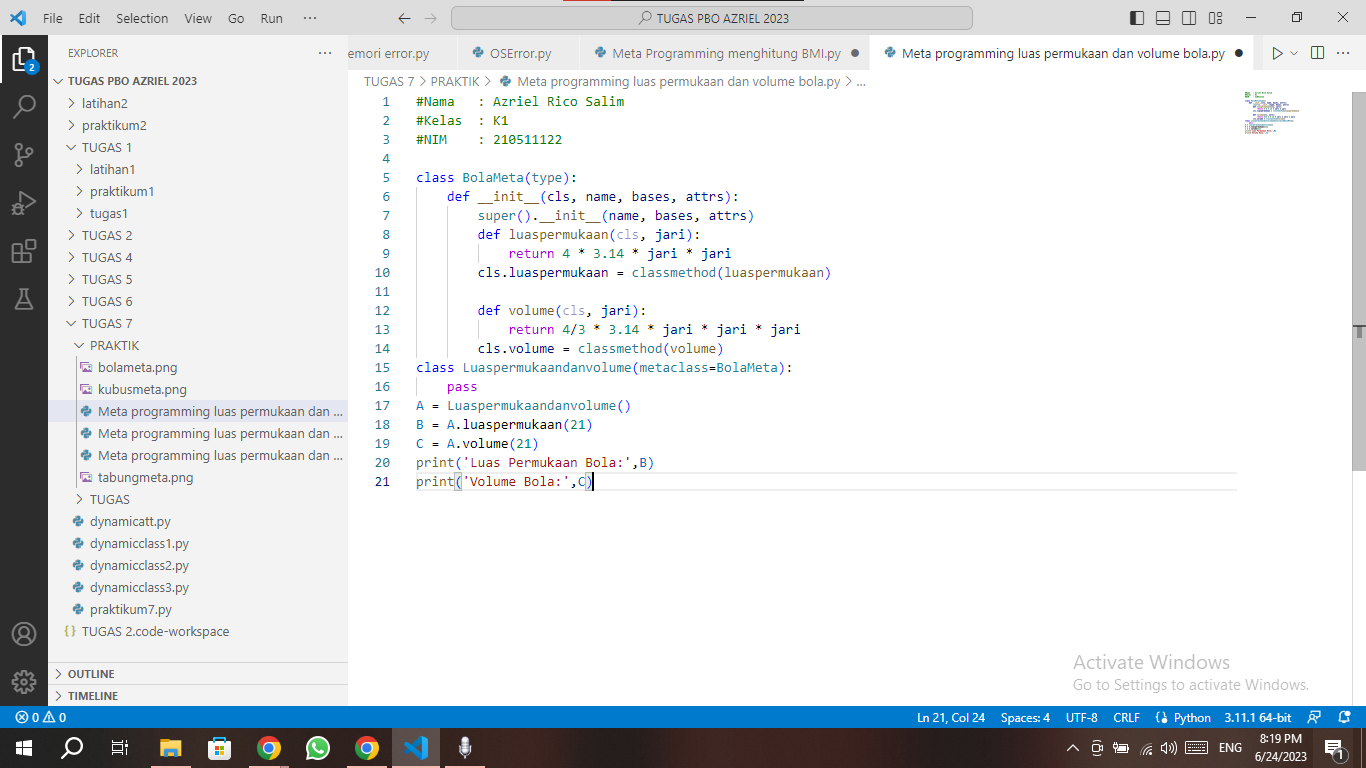 File Edit Selection View Go Run ··· TUGAS PBO AZRIEL 2023
EXPLORER ···
emori error.py OSError.py Meta Programming menghitung BMI.py Meta programming luas permukaan dan volume bola.py
TUGAS 7 > PRAKTIK > Meta programming luas permukaan dan volume bola.py > ...
2
TUGAS PBO AZRIEL 2023
latihan2
praktikum2
TUGAS 1
latihan1
praktikum1
tugas1
TUGAS 2
TUGAS 4
TUGAS 5
TUGAS 6
TUGAS 7
PRAKTIK
bolameta.png
kubusmeta.png
Meta programming luas permukaan dan ...
Meta programming luas permukaan dan ...
Meta programming luas permukaan dan ...
tabungmeta.png
TUGAS
dynamicatt.py
dynamicclass1.py
dynamicclass2.py
dynamicclass3.py
praktikum7.py
{} TUGAS 2.code-workspace
OUTLINE
TIMELINE
1 #Nama   : Azriel Rico Salim
2 #Kelas  : K1
3 #NIM    : 210511122
4
5 class BolaMeta(type):
6     def __init__(cls, name, bases, attrs):
7         super().__init__(name, bases, attrs)
8         def luaspermukaan(cls, jari):
9             return 4 * 3.14 * jari * jari
10         cls.luaspermukaan = classmethod(luaspermukaan)
11
12         def volume(cls, jari):
13             return 4/3 * 3.14 * jari * jari * jari
14         cls.volume = classmethod(volume)
15 class Luaspermukaandanvolume(metaclass=BolaMeta):
16     pass
17 A = Luaspermukaandanvolume()
18 B = A.luaspermukaan(21)
19 C = A.volume(21)
20 print('Luas Permukaan Bola:',B)
21 print('Volume Bola:',C)
Activate Windows
Go to Settings to activate Windows.
0 0 Ln 21, Col 24 Spaces: 4 UTF-8 CRLF {} Python 3.11.1 64-bit
ENG 8:19 PM
6/24/2023 1